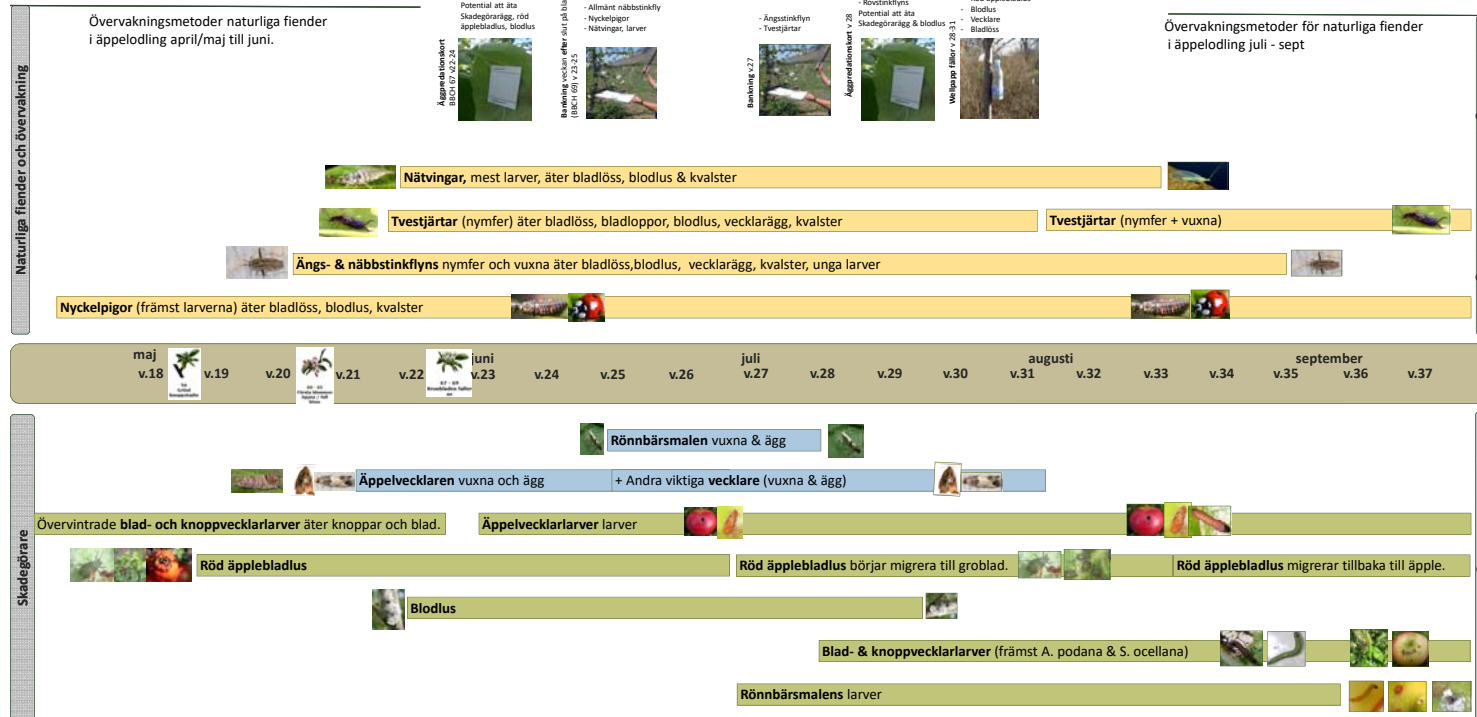 Övervakningsmetoder naturliga fiender
i äppelodling april/maj till juni.
Potential att äta
Skadegörarägg, röd
äpplebladlus, blodlus
Äggpredationskort
BBCH 67 v22-24
- Allmänt näbbstinkfly
- Nyckelpigor
- Nätvingar, larver
Bankning veckan efter slut på
(BBCH 69) v 23-25
- Ängsstinkflyn
- Tvestjärtar
Bankning v.27
- Rovstinkflyns
Potential att äta
Skadegörarägg & blodlus
Äggpredationskort v 28
- Blodlus
- Vecklare
- Bladlöss
Wellpapp fällor v 28-31
Övervakningsmetoder för naturliga fiender
i äppelodling juli - sept
Naturliga fiender och övervakning
Nätvingar, mest larver, äter bladlöss, blodlus & kvalster
Tvestjärtar (nymfer) äter bladlöss, bladloppor, blodlus, vecklarägg, kvalster
Tvestjärtar (nymfer + vuxna)
Ängs- & näbbstinkflyns nymfer och vuxna äter bladlöss,blodlus, vecklarägg, kvalster, unga larver
Nyckelpigor (främst larverna) äter bladlöss, blodlus, kvalster
maj juni juli augusti september
v.18 v.19 v.20 v.21 v.22 v.23 v.24 v.25 v.26 v.27 v.28 v.29 v.30 v.31 v.32 v.33 v.34 v.35 v.36 v.37
Skadegörare
Rönnbärsmalen vuxna & ägg
Äppelvecklaren vuxna och ägg
+ Andra viktiga vecklare (vuxna & ägg)
Övervintrade blad- och knoppvecklarlarver äter knoppar och blad.
Äppelvecklarlarver larver
Röd äpplebladlus
Röd äpplebladlus börjar migrera till groblad.
Röd äpplebladlus migrerar tillbaka till äpple.
Blodlus
Blad- & knoppvecklarlarver (främst A. podana & S. ocellana)
Rönnbärsmalens larver